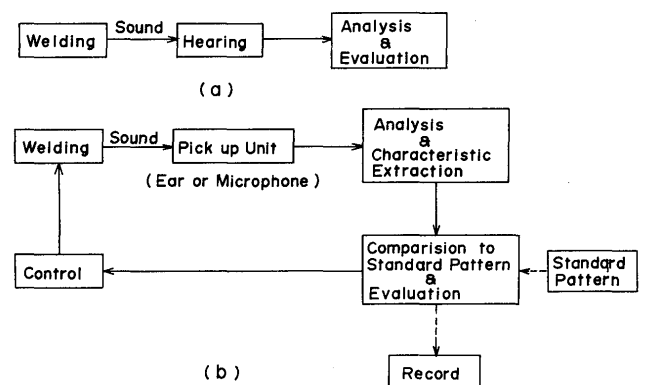 Welding
Sound
Hearing
Analysis
&
Evaluation
(a)
Welding
Sound
Pick up Unit
(Ear or Microphone)
Analysis
&
Characteristic
Extraction
Control
Comparision to
Standard Pattern
&
Evaluation
Standard
Pattern
Record
(b)